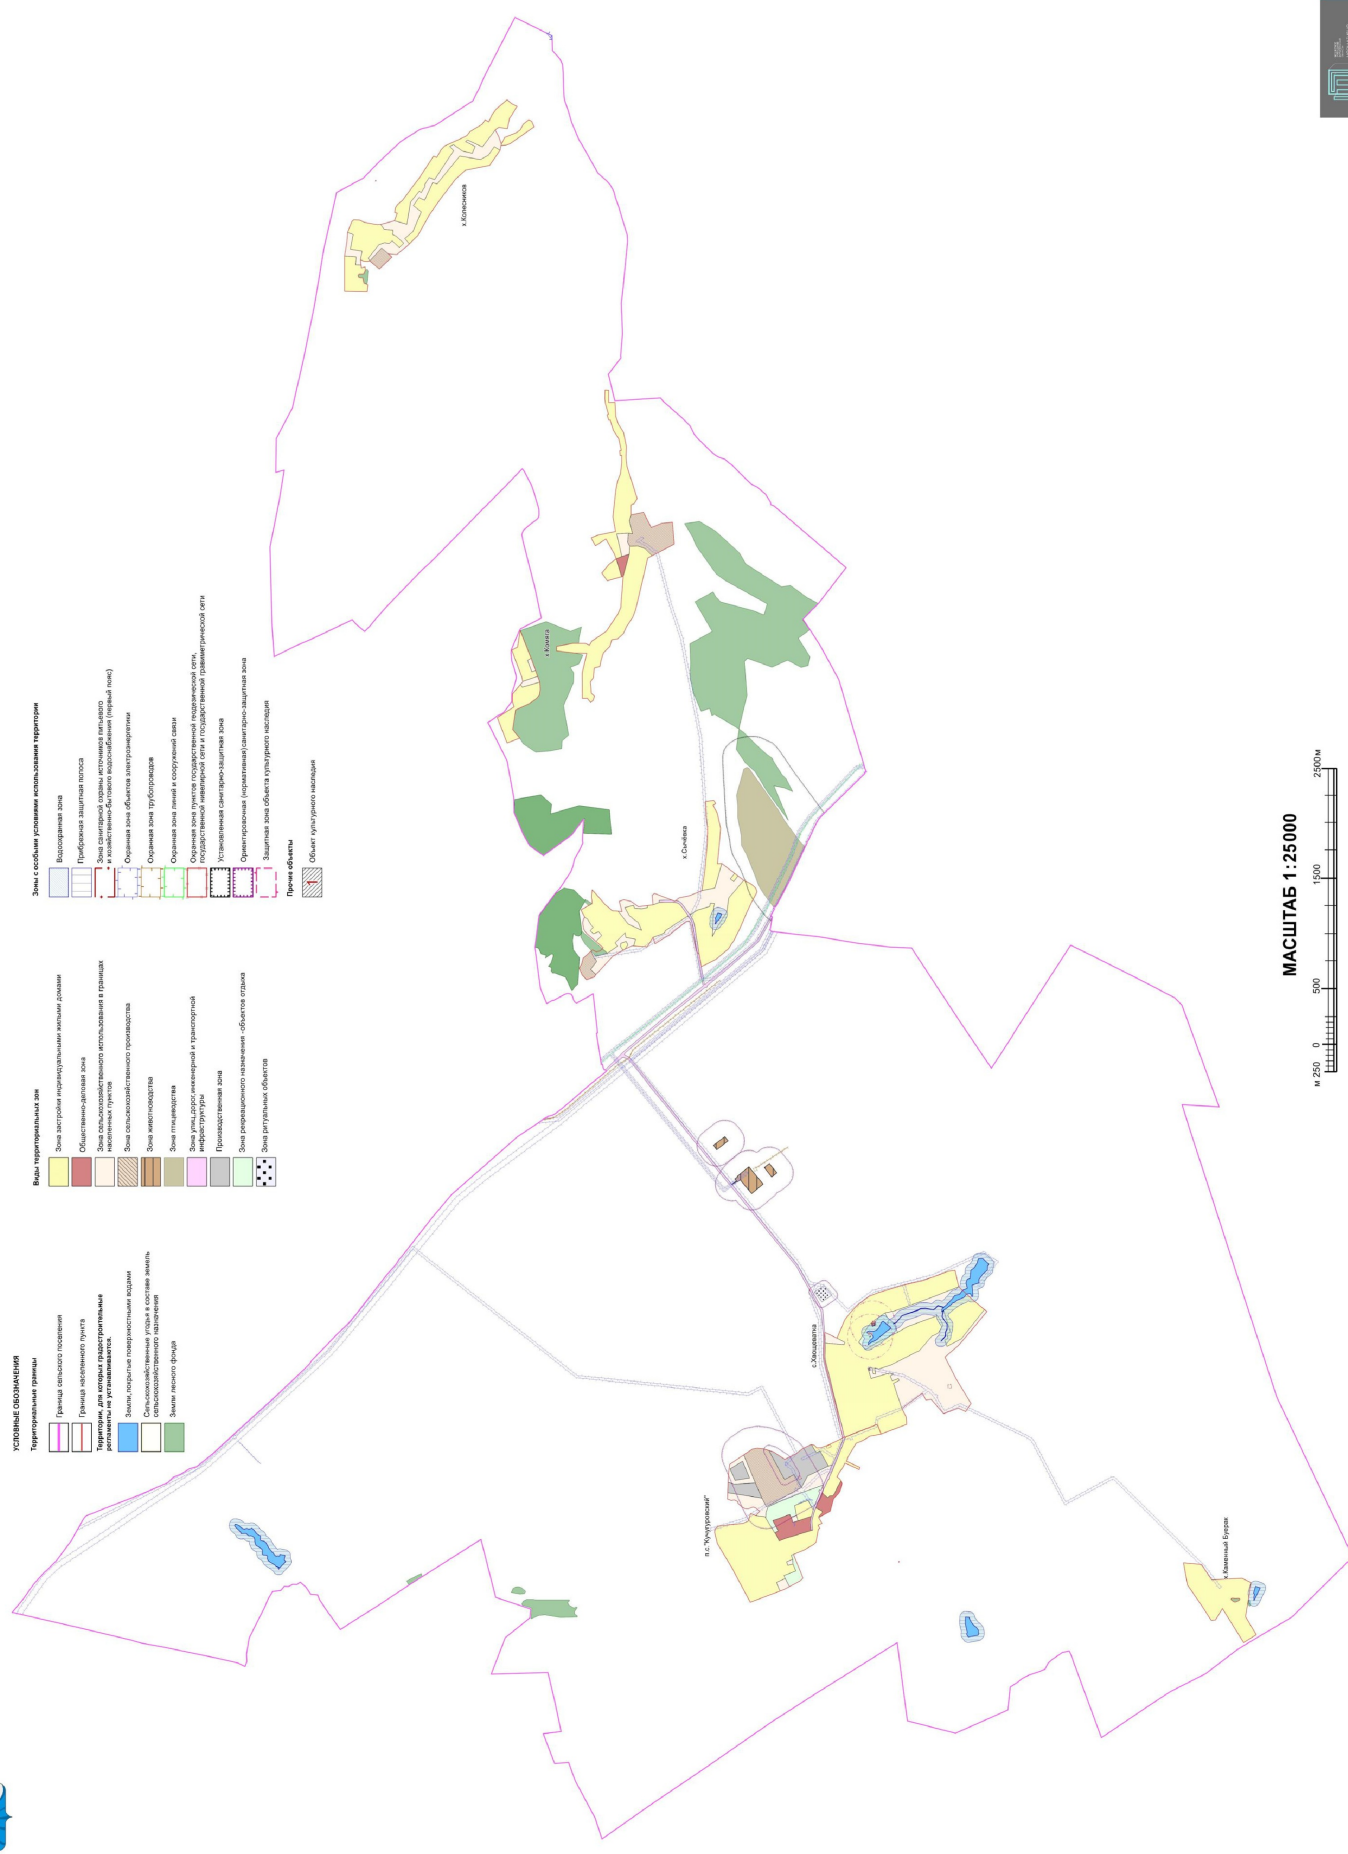 УСЛОВНЫЕ ОБОЗНАЧЕНИЯ
Территориальные границы
Граница сельского поселения
Граница населенного пункта
Территории, для которых градостроительные
регламенты не устанавливаются.
Земли, покрытые поверхностными водами
Сельскохозяйственные угодья в составе земель
сельскохозяйственного назначения
Земли лесного фонда
Виды территориальных зон
Зона застройки индивидуальными жилыми домами
Общественно-деловая зона
Зона сельскохозяйственного использования в границах
населенных пунктов
Зона сельскохозяйственного производства
Зона животноводства
Зона птицеводства
Зона улиц, дорог, инженерной и транспортной
инфраструктуры
Производственная зона
Зона рекреационного назначения - объектов отдыха
Зона ритуальных объектов
Зоны с особыми условиями использования территории
Водоохранная зона
Прибрежная защитная полоса
Зона санитарной охраны источников питьевого
и хозяйственно-бытового водоснабжения (первый пояс)
Охранная зона объектов электроэнергетики
Охранная зона трубопроводов
Охранная зона линий и сооружений связи
Охранная зона пунктов государственной геодезической сети,
государственной нивелирной сети и государственной гравиметрической сети
Установленная санитарно-защитная зона
Ориентировочная (нормативная) санитарно-защитная зона
Защитная зона объекта культурного наследия
Прочие объекты
1
Объект культурного наследия
х.Колесников
х.Комяга
х.Сычёвка
с.Хмощеватка
п.с."Кучугуровский"
х.Каменный Буерак
МАСШТАБ 1:25000
м 250 0 500 1500 2500м